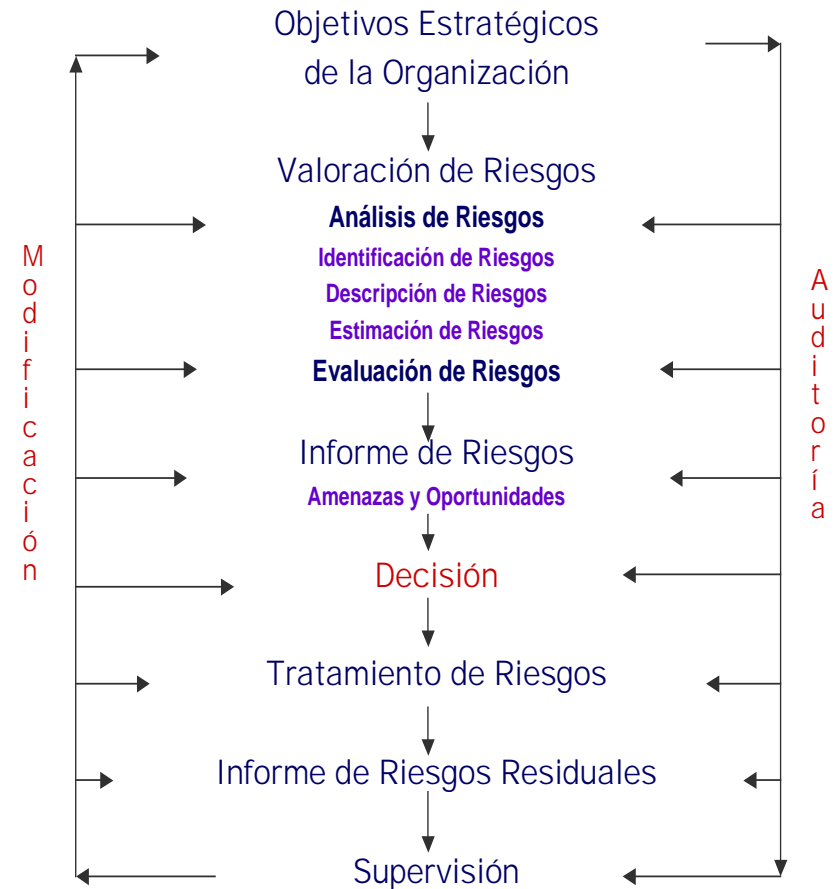 Objetivos Estratégicos
de la Organización
Valoración de Riesgos
Análisis de Riesgos
Identificación de Riesgos
Descripción de Riesgos
Estimación de Riesgos
Evaluación de Riesgos
Informe de Riesgos
Amenazas y Oportunidades
Decisión
Tratamiento de Riesgos
Informe de Riesgos Residuales
Supervisión
Modificación
Auditoría